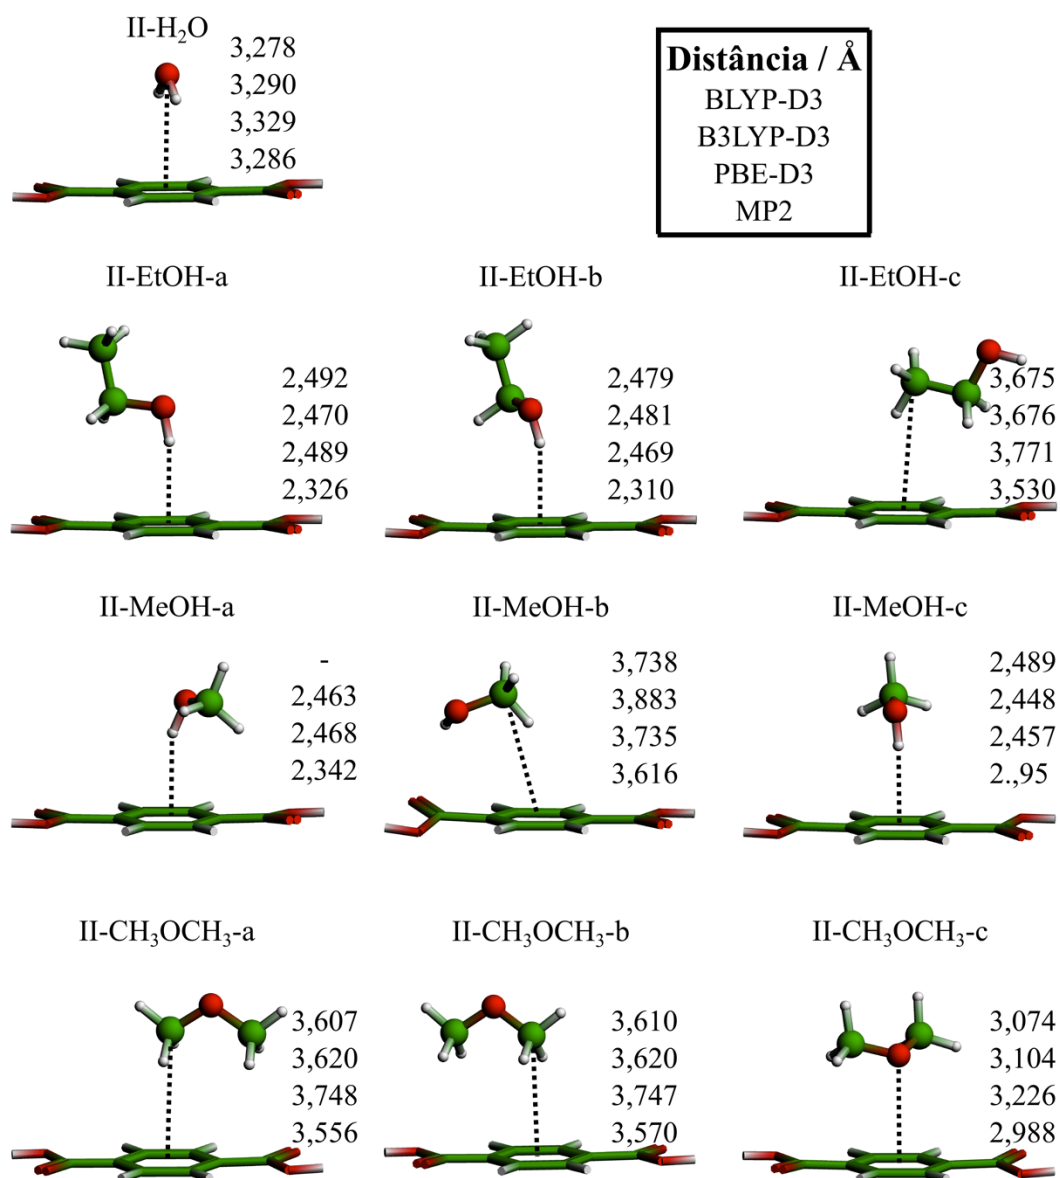 II-H₂O
3,278
3,290
3,329
3,286
Distância / Å
BLYP-D3
B3LYP-D3
PBE-D3
MP2
II-EtOH-a
2,492
2,470
2,489
2,326
II-EtOH-b
2,479
2,481
2,469
2,310
II-EtOH-c
3,675
3,676
3,771
3,530
II-MeOH-a
-
2,463
2,468
2,342
II-MeOH-b
3,738
3,883
3,735
3,616
II-MeOH-c
2,489
2,448
2,457
2.,95
II-CH₃OCH₃-a
3,607
3,620
3,748
3,556
II-CH₃OCH₃-b
3,610
3,620
3,747
3,570
II-CH₃OCH₃-c
3,074
3,104
3,226
2,988